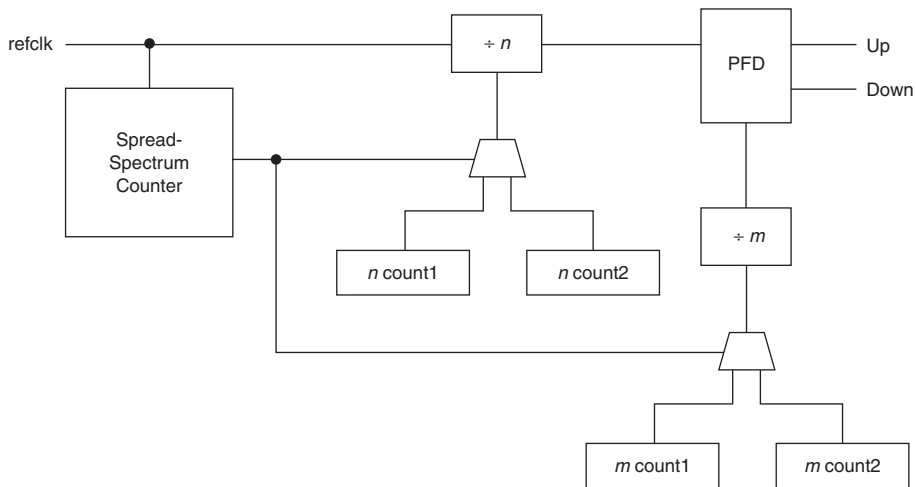 refclk
÷ n
PFD
Up
Down
Spread-
Spectrum
Counter
n count1
n count2
÷ m
m count1
m count2